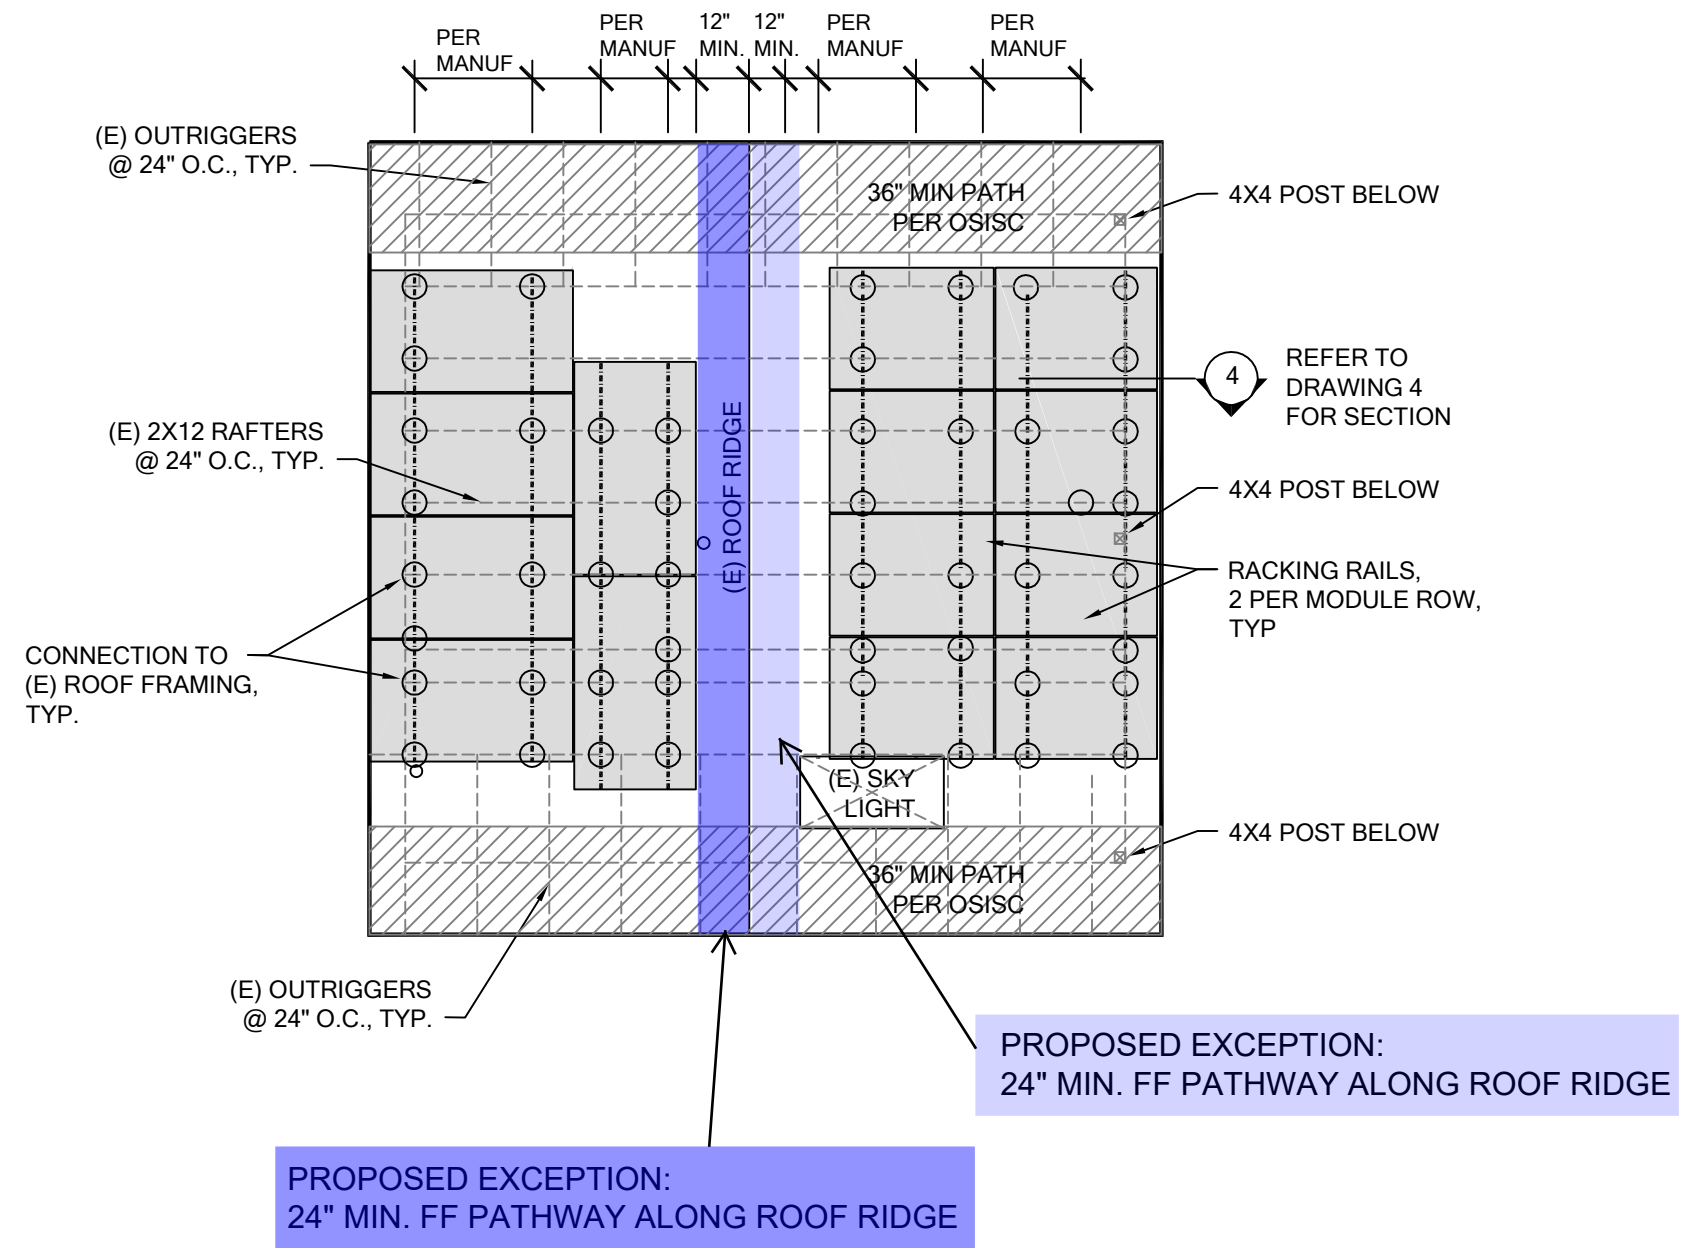 PER
MANUF
PER
MANUF
12"
MIN.
12"
MIN.
PER
MANUF
PER
MANUF
(E) OUTRIGGERS
@ 24" O.C., TYP.
36" MIN PATH
PER OSISC
4X4 POST BELOW
4
REFER TO
DRAWING 4
FOR SECTION
(E) 2X12 RAFTERS
@ 24" O.C., TYP.
(E) ROOF RIDGE
4X4 POST BELOW
RACKING RAILS,
2 PER MODULE ROW,
TYP
CONNECTION TO
(E) ROOF FRAMING,
TYP.
(E) SKY
LIGHT
4X4 POST BELOW
36" MIN PATH
PER OSISC
(E) OUTRIGGERS
@ 24" O.C., TYP.
PROPOSED EXCEPTION:
24" MIN. FF PATHWAY ALONG ROOF RIDGE
PROPOSED EXCEPTION:
24" MIN. FF PATHWAY ALONG ROOF RIDGE